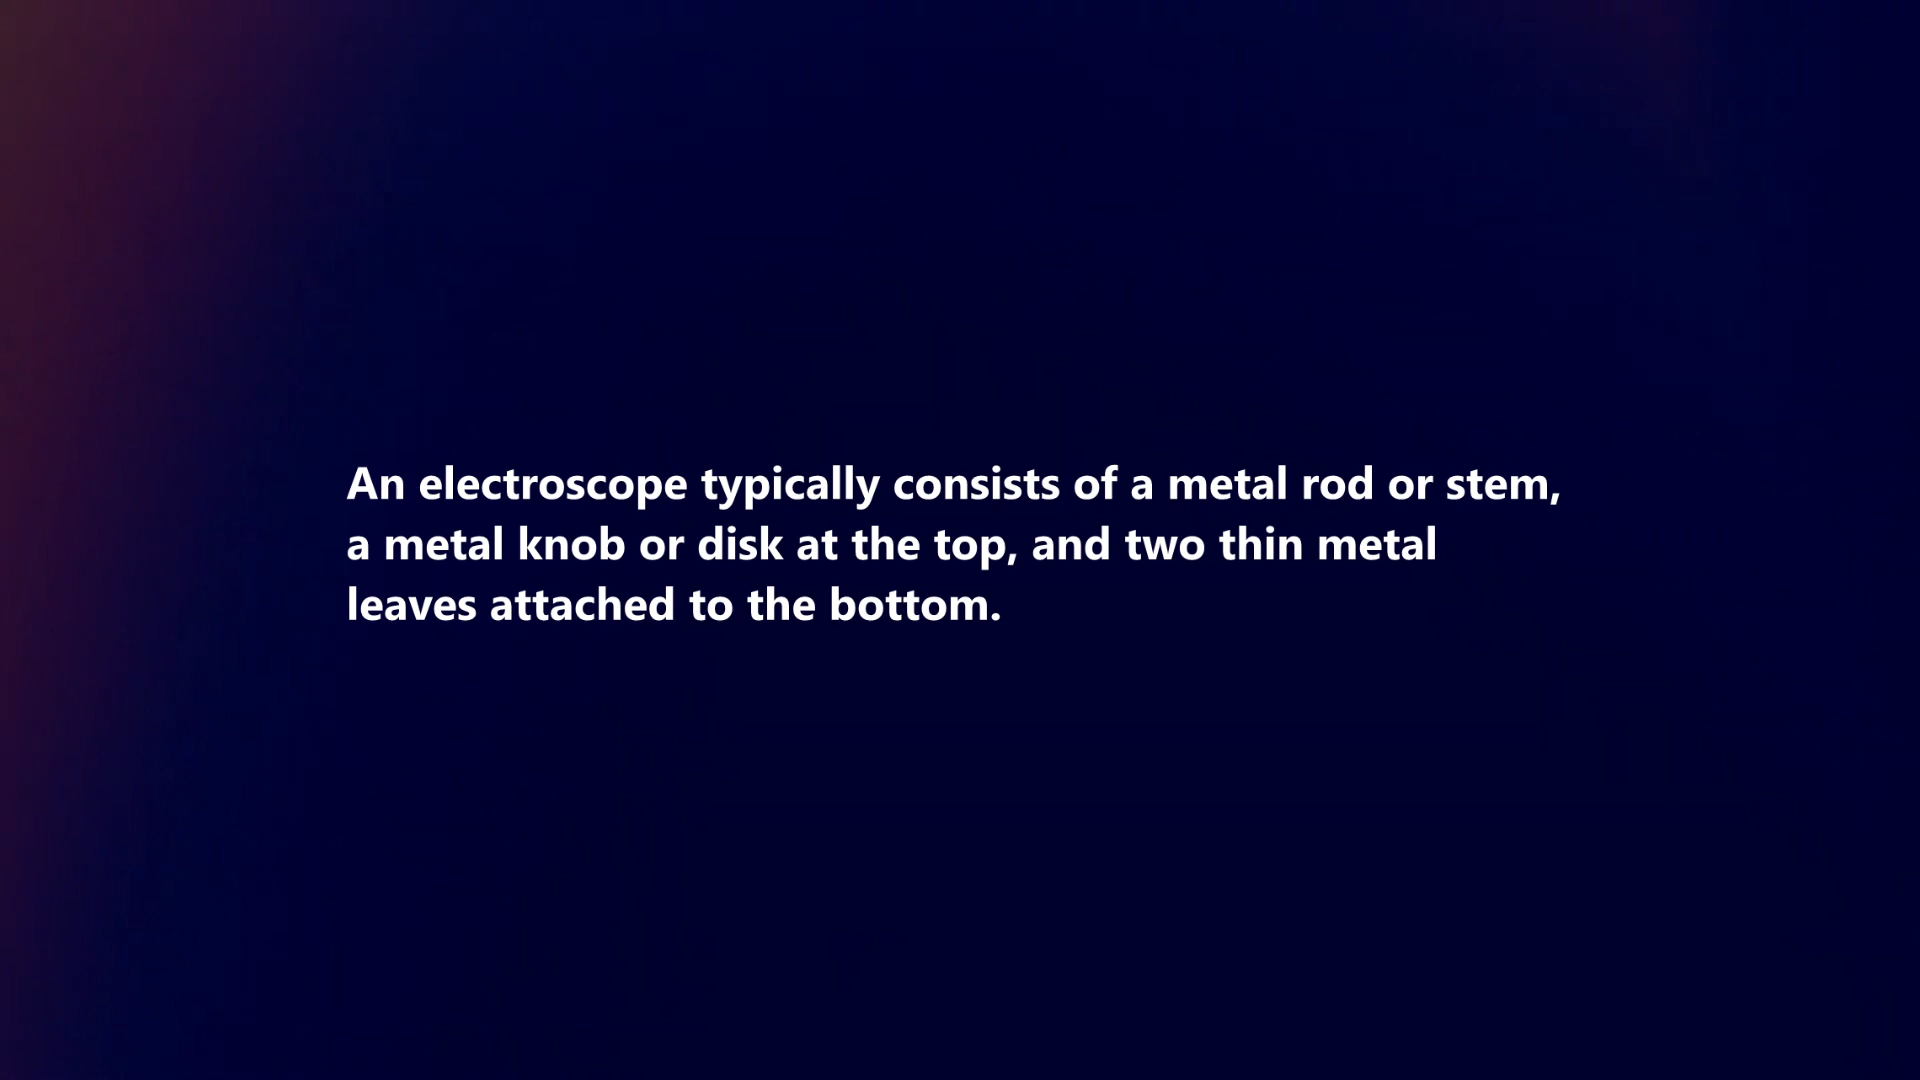 An electroscope typically consists of a metal rod or stem,
a metal knob or disk at the top, and two thin metal
leaves attached to the bottom.